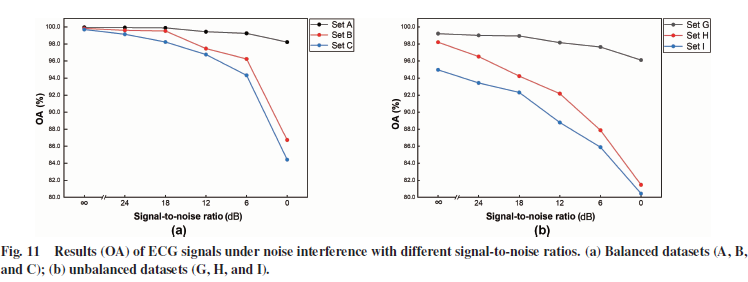 100.0
98.0
96.0
94.0
92.0
90.0
88.0
86.0
84.0
82.0
80.0
OA (%)
∞ 24 18 12 6 0
Signal-to-noise ratio (dB)
Set A
Set B
Set C
(a)
100.0
98.0
96.0
94.0
92.0
90.0
88.0
86.0
84.0
82.0
80.0
OA (%)
∞ 24 18 12 6 0
Signal-to-noise ratio (dB)
Set G
Set H
Set I
(b)
Fig. 11 Results (OA) of ECG signals under noise interference with different signal-to-noise ratios. (a) Balanced datasets (A, B,
and C); (b) unbalanced datasets (G, H, and I).